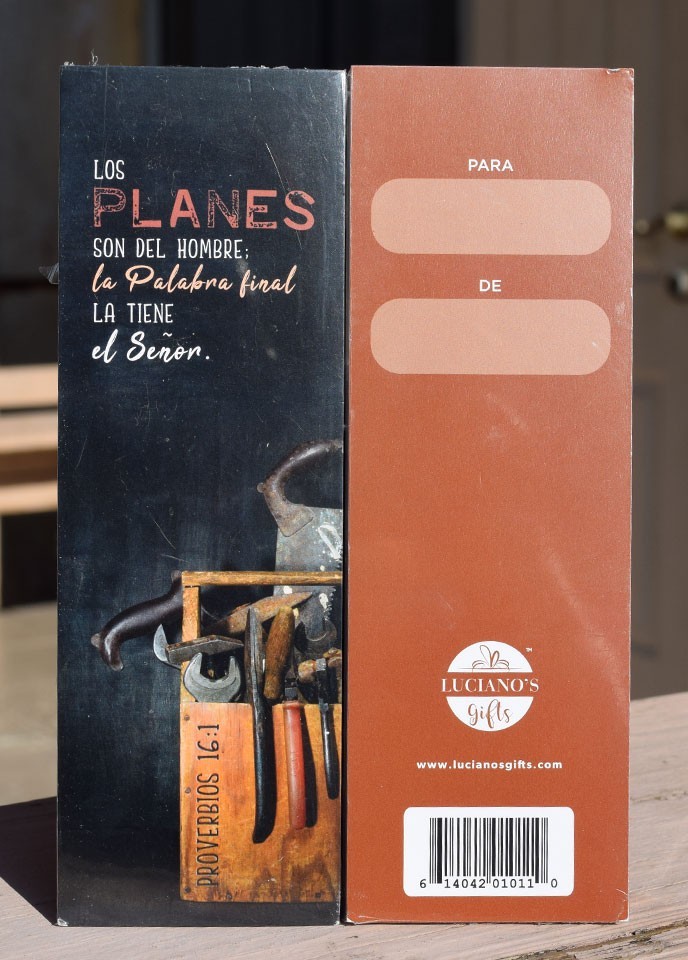 LOS
PLANES
SON DEL HOMBRE;
la Palabra final
LA TIENE
el Señor.
PROVERBIOS 16:1
PARA
DE
LUCIANO'S
gifts
™
www.lucianosgifts.com
6 14042 01011 0